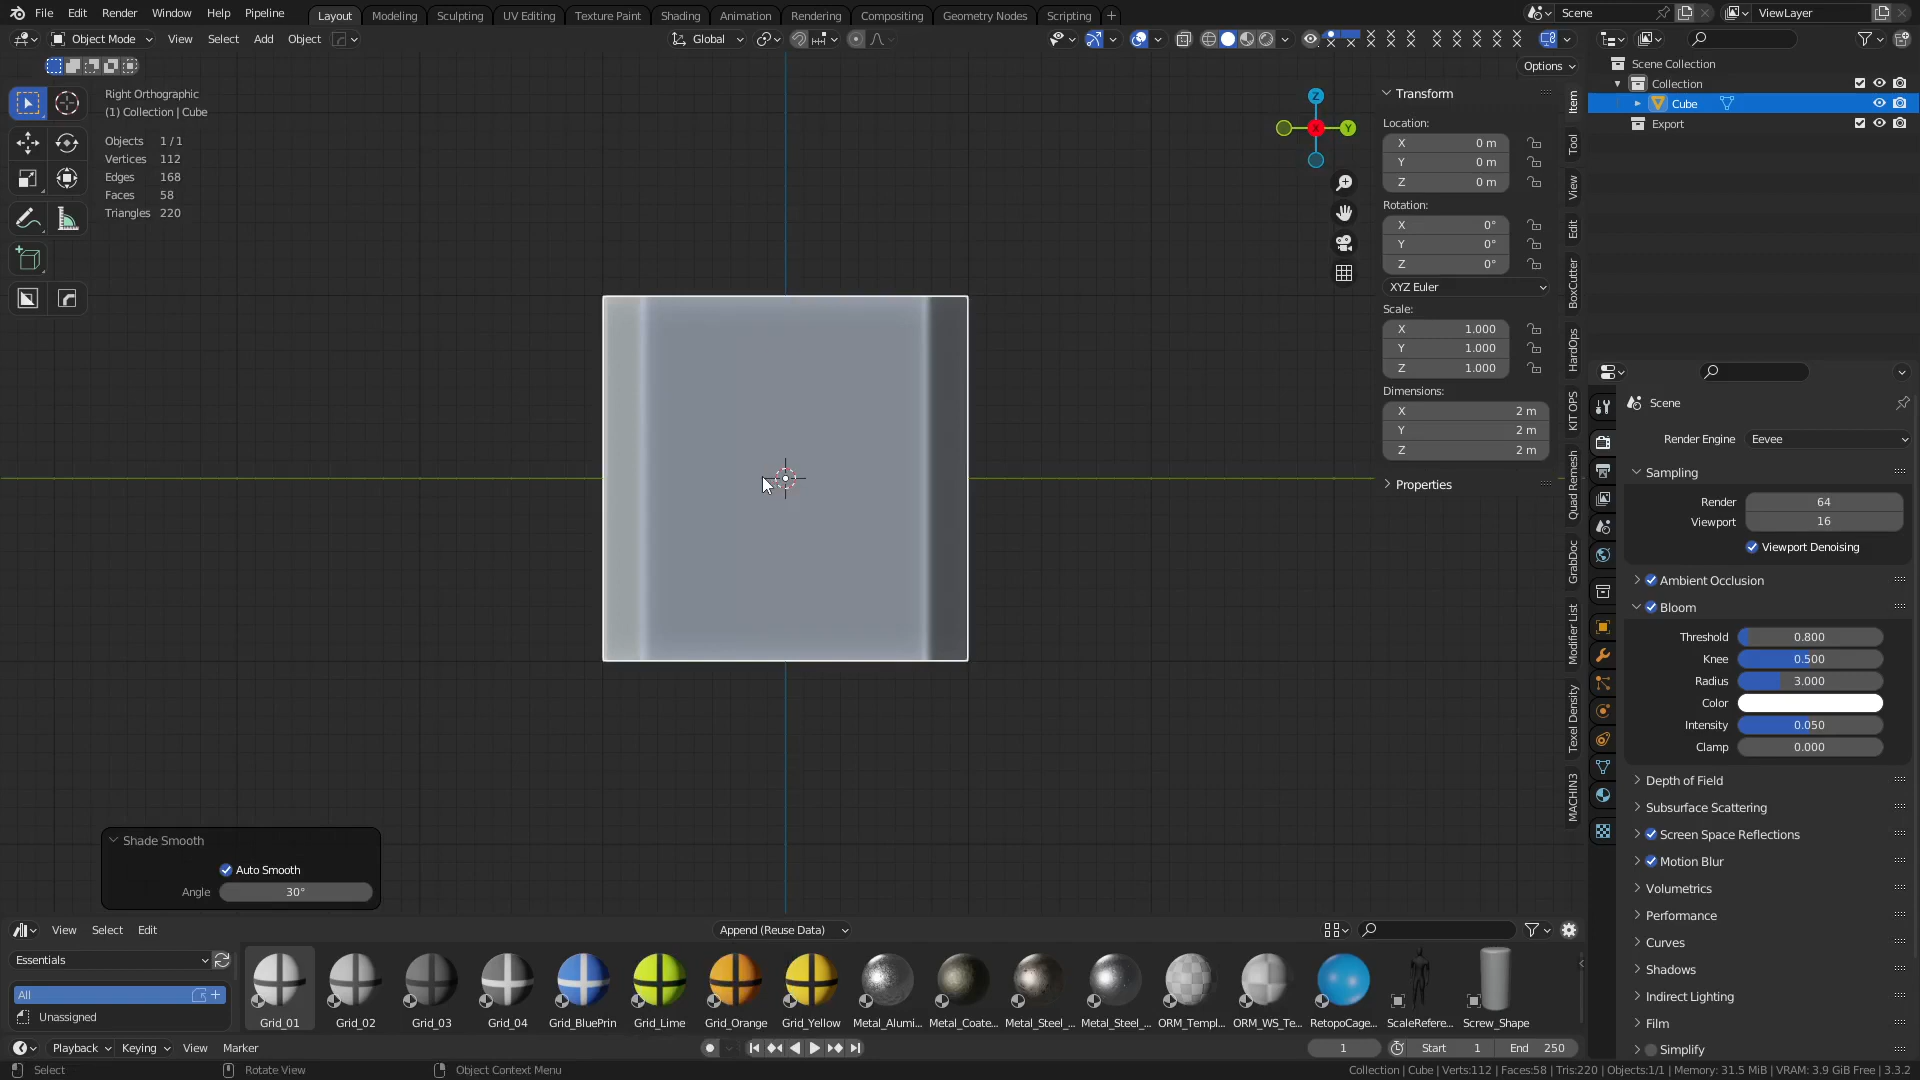 File Edit Render Window Help Pipeline Layout Modeling Sculpting UV Editing Texture Paint Shading Animation Rendering Compositing Geometry Nodes Scripting Scene ViewLayer
Object Mode View Select Add Object Global
Options
Right Orthographic
(1) Collection | Cube
Objects 1/1
Vertices 112
Edges 168
Faces 58
Triangles 220
Z
X
Y
Transform
Location:
X 0 m
Y 0 m
Z 0 m
Rotation:
X 0°
Y 0°
Z 0°
XYZ Euler
Scale:
X 1.000
Y 1.000
Z 1.000
Dimensions:
X 2 m
Y 2 m
Z 2 m
Properties
Item
Tool
View
Edit
BoxCutter
HardOps
KIT OPS
Quad Remesh
GrabDoc
Modifier List
Texel Density
MACHIN3
Scene Collection
Collection
Cube
Export
Scene
Render Engine Eevee
Sampling
Render 64
Viewport 16
Viewport Denoising
Ambient Occlusion
Bloom
Threshold 0.800
Knee 0.500
Radius 3.000
Color
Intensity 0.050
Clamp 0.000
Depth of Field
Subsurface Scattering
Screen Space Reflections
Motion Blur
Volumetrics
Performance
Curves
Shadows
Indirect Lighting
Film
Simplify
Shade Smooth
Auto Smooth
Angle 30°
View Select Edit Append (Reuse Data)
Essentials
All
Unassigned
Grid_01 Grid_02 Grid_03 Grid_04 Grid_BluePrin Grid_Lime Grid_Orange Grid_Yellow Metal_Alumi... Metal_Coate... Metal_Steel_... Metal_Steel_... ORM_Templ... ORM_WS_Te... RetopoCage... ScaleRefere... Screw_Shape
Playback Keying View Marker 1 Start 1 End 250
Select Rotate View Object Context Menu Collection | Cube | Verts:112 | Faces:58 | Tris:220 | Objects:1/1 | Memory: 31.5 MiB | VRAM: 3.9 GiB Free | 3.3.2